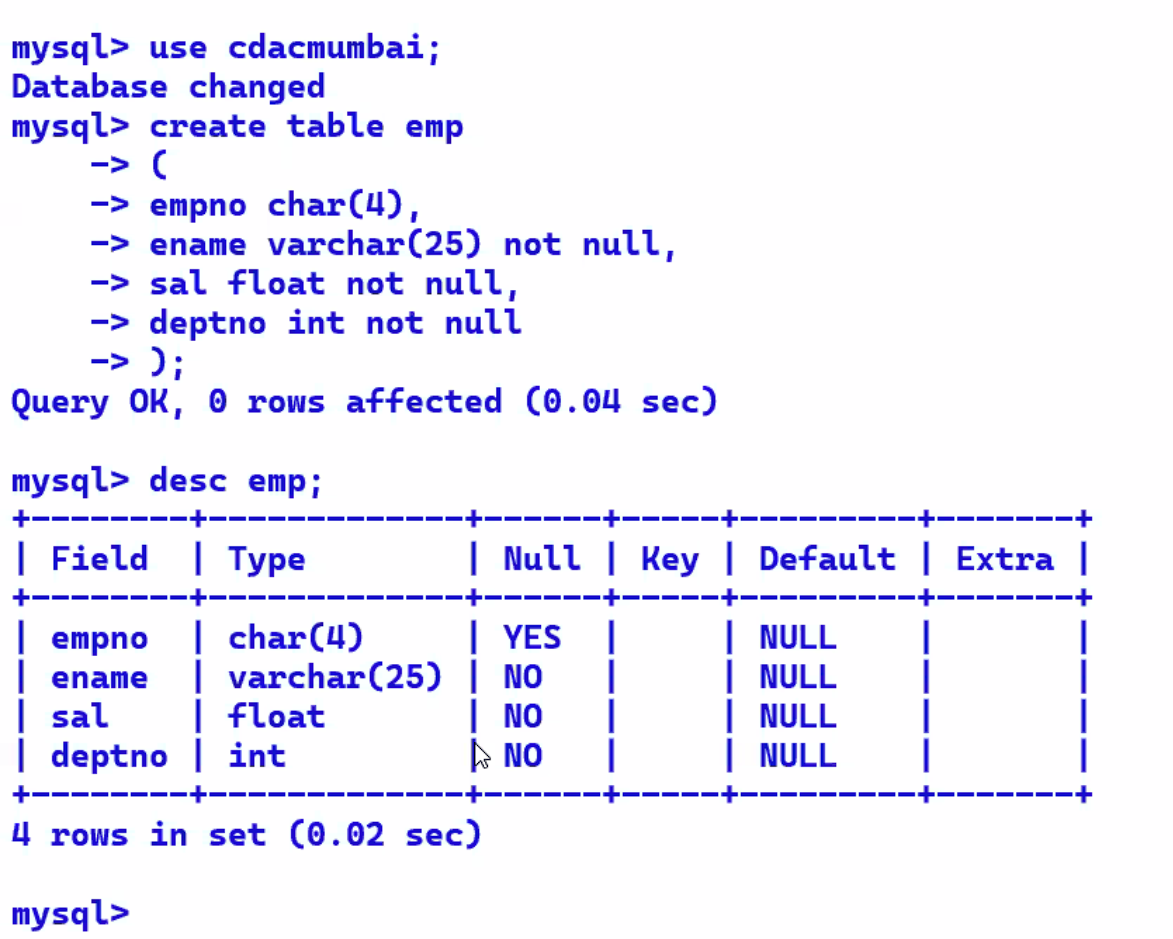 mysql> use cdacmumbai;
Database changed
mysql> create table emp
    -> (
    -> empno char(4),
    -> ename varchar(25) not null,
    -> sal float not null,
    -> deptno int not null
    -> );
Query OK, 0 rows affected (0.04 sec)

mysql> desc emp;
+--------+-------------+------+-----+---------+-------+
| Field  | Type        | Null | Key | Default | Extra |
+--------+-------------+------+-----+---------+-------+
| empno  | char(4)     | YES  |     | NULL    |       |
| ename  | varchar(25) | NO   |     | NULL    |       |
| sal    | float       | NO   |     | NULL    |       |
| deptno | int         | NO   |     | NULL    |       |
+--------+-------------+------+-----+---------+-------+
4 rows in set (0.02 sec)

mysql>